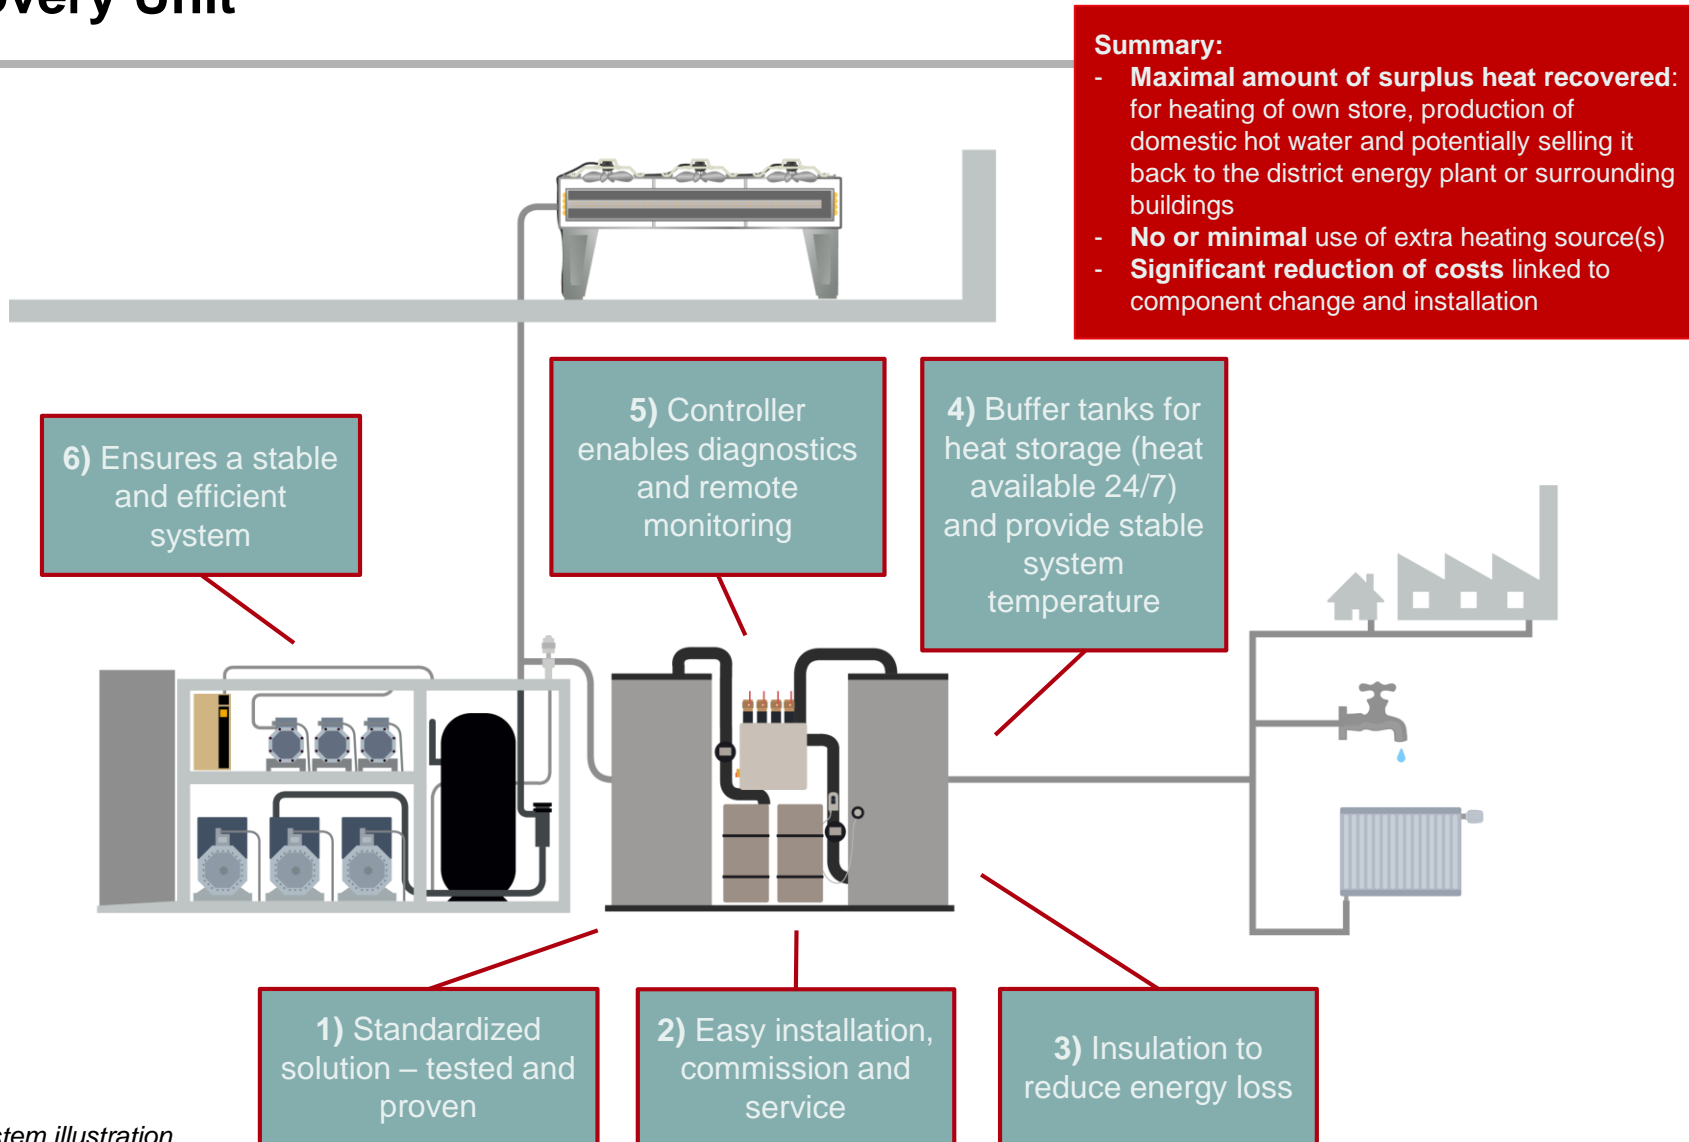 overy Unit
Summary:
- Maximal amount of surplus heat recovered:
for heating of own store, production of
domestic hot water and potentially selling it
back to the district energy plant or surrounding
buildings
- No or minimal use of extra heating source(s)
- Significant reduction of costs linked to
component change and installation
6) Ensures a stable
and efficient
system
5) Controller
enables diagnostics
and remote
monitoring
4) Buffer tanks for
heat storage (heat
available 24/7)
and provide stable
system
temperature
1) Standardized
solution – tested and
proven
2) Easy installation,
commission and
service
3) Insulation to
reduce energy loss
stem illustration